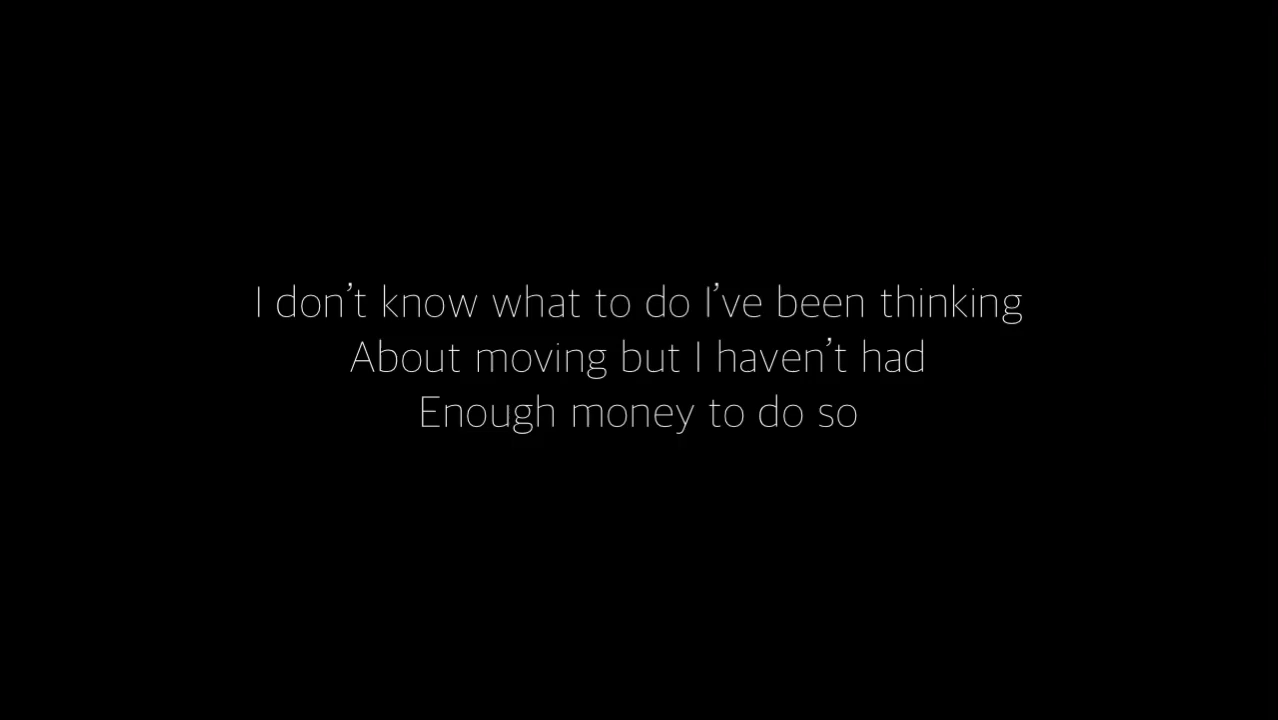 I don’t know what to do I’ve been thinking
About moving but I haven’t had
Enough money to do so